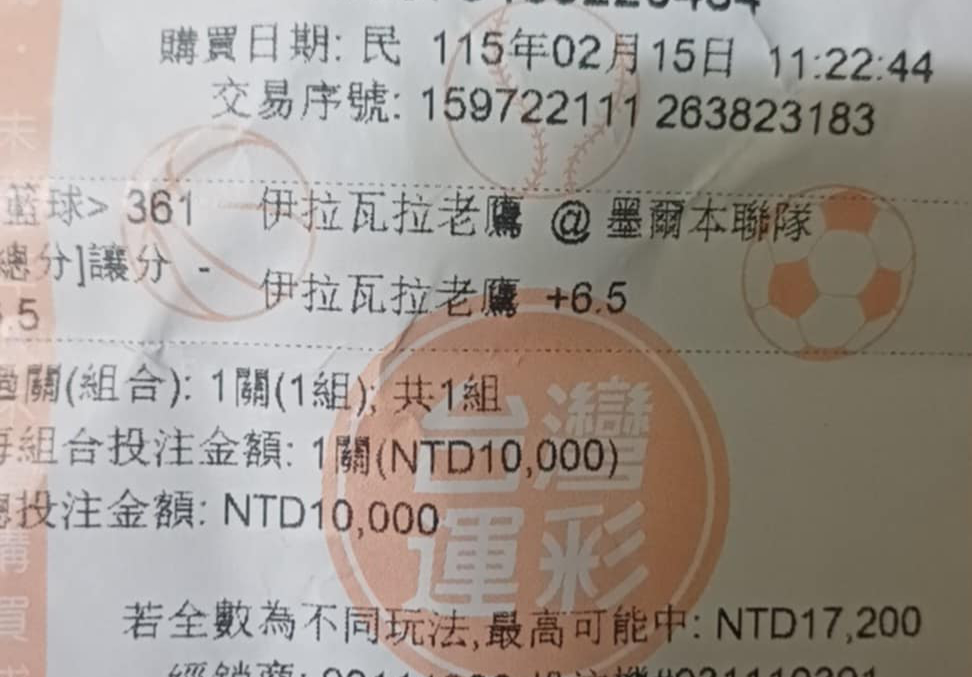 購買日期: 民 115年02月15日 11:22:44
交易序號: 159722111 263823183
籃球> 361 伊拉瓦拉老鷹 @ 墨爾本聯隊
總分]讓分 -
伊拉瓦拉老鷹 +6.5
.5
過關(組合): 1關(1組); 共1組
每組合投注金額: 1關(NTD10,000)
總投注金額: NTD10,000
台灣
運彩
若全數為不同玩法,最高可能中: NTD17,200